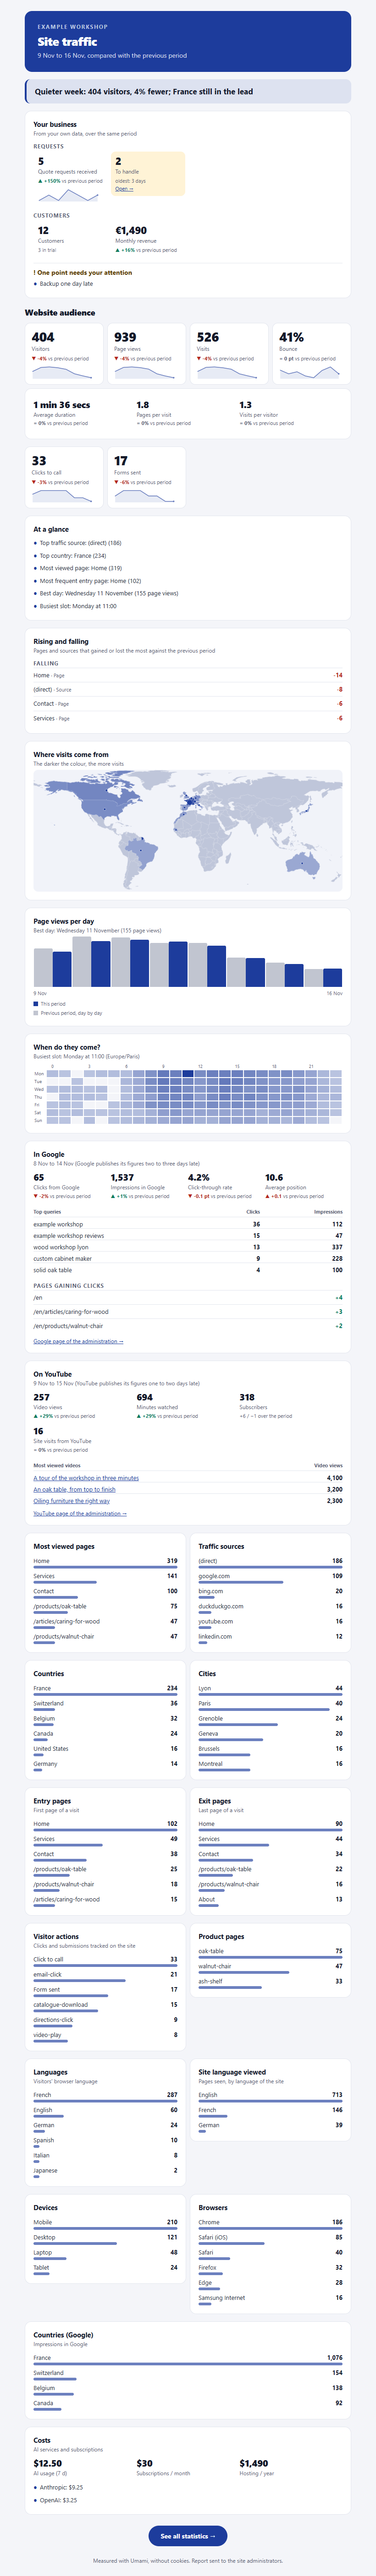 EXAMPLE WORKSHOP
Site traffic
9 Nov to 16 Nov, compared with the previous period
Quieter week: 404 visitors, 4% fewer; France still in the lead
Your business
From your own data, over the same period
REQUESTS
5
Quote requests received
▲ +150% vs previous period
2
To handle
oldest: 3 days
Open →
CUSTOMERS
12
Customers
3 in trial
€1,490
Monthly revenue
▲ +16% vs previous period
! One point needs your attention
● Backup one day late
Website audience
404
Visitors
▼ -4% vs previous period
939
Page views
▼ -4% vs previous period
526
Visits
▼ -4% vs previous period
41%
Bounce
= 0 pt vs previous period
1 min 36 secs
Average duration
= 0% vs previous period
1.8
Pages per visit
= 0% vs previous period
1.3
Visits per visitor
= 0% vs previous period
33
Clicks to call
▼ -3% vs previous period
17
Forms sent
▼ -6% vs previous period
At a glance
● Top traffic source: (direct) (186)
● Top country: France (234)
● Most viewed page: Home (319)
● Most frequent entry page: Home (102)
● Best day: Wednesday 11 November (155 page views)
● Busiest slot: Monday at 11:00
Rising and falling
Pages and sources that gained or lost the most against the previous period
FALLING
Home · Page -14
(direct) · Source -8
Contact · Page -6
Services · Page -6
Where visits come from
The darker the colour, the more visits
Page views per day
Best day: Wednesday 11 November (155 page views)
9 Nov 16 Nov
This period
Previous period, day by day
When do they come?
Busiest slot: Monday at 11:00 (Europe/Paris)
0 3 6 9 12 15 18 21
Mon
Tue
Wed
Thu
Fri
Sat
Sun
In Google
8 Nov to 14 Nov (Google publishes its figures two to three days late)
65
Clicks from Google
▼ -2% vs previous period
1,537
Impressions in Google
▲ +1% vs previous period
4.2%
Click-through rate
▼ -0.1 pt vs previous period
10.6
Average position
▲ +0.1 vs previous period
Top queries Clicks Impressions
example workshop 36 112
example workshop reviews 15 47
wood workshop lyon 13 337
custom cabinet maker 9 228
solid oak table 4 100
PAGES GAINING CLICKS
/en +4
/en/articles/caring-for-wood +3
/en/products/walnut-chair +2
Google page of the administration →
On YouTube
9 Nov to 15 Nov (YouTube publishes its figures one to two days late)
257
Video views
▲ +29% vs previous period
694
Minutes watched
▲ +29% vs previous period
318
Subscribers
+6 / −1 over the period
16
Site visits from YouTube
= 0% vs previous period
Most viewed videos Video views
A tour of the workshop in three minutes 4,100
An oak table, from top to finish 3,200
Oiling furniture the right way 2,300
YouTube page of the administration →
Most viewed pages
Home 319
Services 141
Contact 100
/products/oak-table 75
/articles/caring-for-wood 47
/products/walnut-chair 47
Traffic sources
(direct) 186
google.com 109
bing.com 20
duckduckgo.com 16
youtube.com 16
linkedin.com 12
Countries
France 234
Switzerland 36
Belgium 32
Canada 24
United States 16
Germany 14
Cities
Lyon 44
Paris 40
Grenoble 24
Geneva 20
Brussels 16
Montreal 16
Entry pages
First page of a visit
Home 102
Services 49
Contact 38
/products/oak-table 25
/products/walnut-chair 18
/articles/caring-for-wood 15
Exit pages
Last page of a visit
Home 90
Services 44
Contact 34
/products/oak-table 22
/products/walnut-chair 16
About 13
Visitor actions
Clicks and submissions tracked on the site
Click to call 33
email-click 21
Form sent 17
catalogue-download 15
directions-click 9
video-play 8
Product pages
oak-table 75
walnut-chair 47
ash-shelf 33
Languages
Visitors' browser language
French 287
English 60
German 24
Spanish 10
Italian 8
Japanese 2
Site language viewed
Pages seen, by language of the site
English 713
French 146
German 39
Devices
Mobile 210
Desktop 121
Laptop 48
Tablet 24
Browsers
Chrome 186
Safari (iOS) 85
Safari 40
Firefox 32
Edge 28
Samsung Internet 16
Countries (Google)
Impressions in Google
France 1,076
Switzerland 154
Belgium 138
Canada 92
Costs
AI services and subscriptions
$12.50
AI usage (7 d)
$30
Subscriptions / month
$1,490
Hosting / year
● Anthropic: $9.25
● OpenAI: $3.25
See all statistics →
Measured with Umami, without cookies. Report sent to the site administrators.